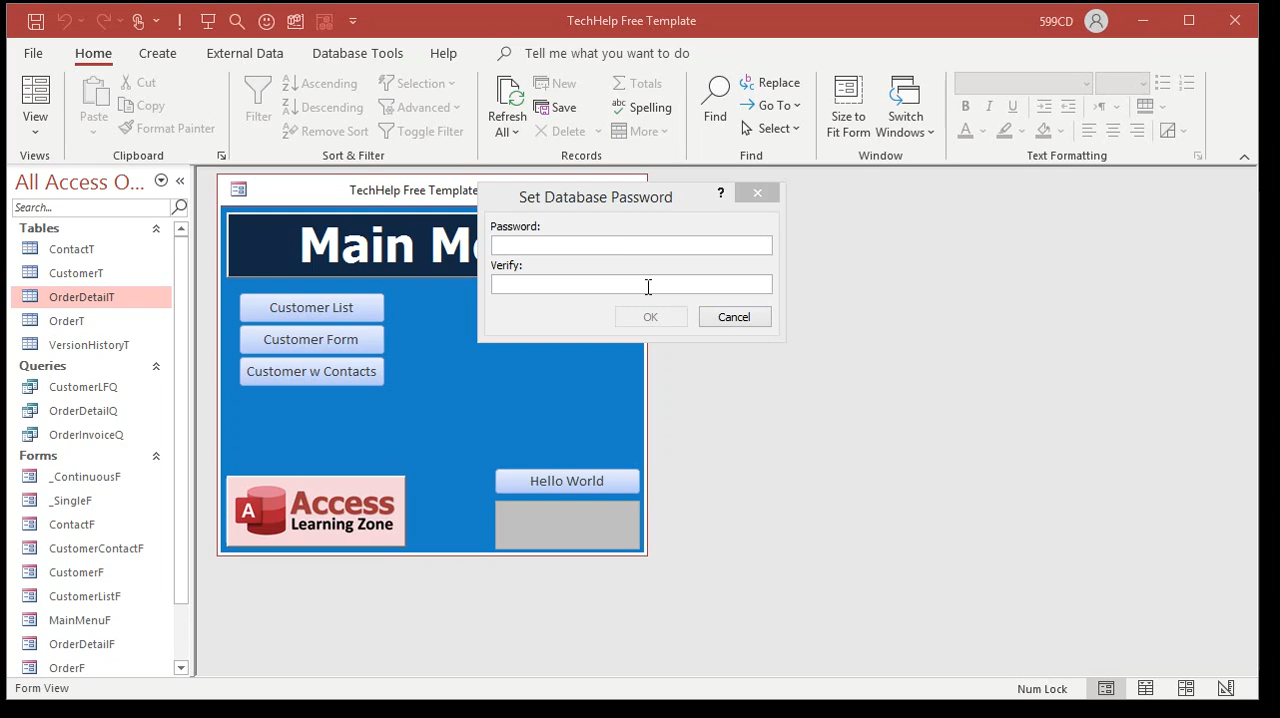 TechHelp Free Template
599CD
File
Home
Create
External Data
Database Tools
Help
Tell me what you want to do
View
Views
Paste
Cut
Copy
Format Painter
Clipboard
Filter
Ascending
Descending
Remove Sort
Selection
Advanced
Toggle Filter
Sort & Filter
Refresh
All
New
Save
Delete
Totals
Spelling
More
Records
Find
Replace
Go To
Select
Find
Size to
Fit Form
Switch
Windows
Window
B I U
A
Text Formatting
All Access O...
Search...
Tables
ContactT
CustomerT
OrderDetailT
OrderT
VersionHistoryT
Queries
CustomerLFQ
OrderDetailQ
OrderInvoiceQ
Forms
_ContinuousF
_SingleF
ContactF
CustomerContactF
CustomerF
CustomerListF
MainMenuF
OrderDetailF
OrderF
TechHelp Free Template
Main Me
Customer List
Customer Form
Customer w Contacts
A Access
Learning Zone
Hello World
Set Database Password
?
Password:
Verify:
OK
Cancel
Form View
Num Lock